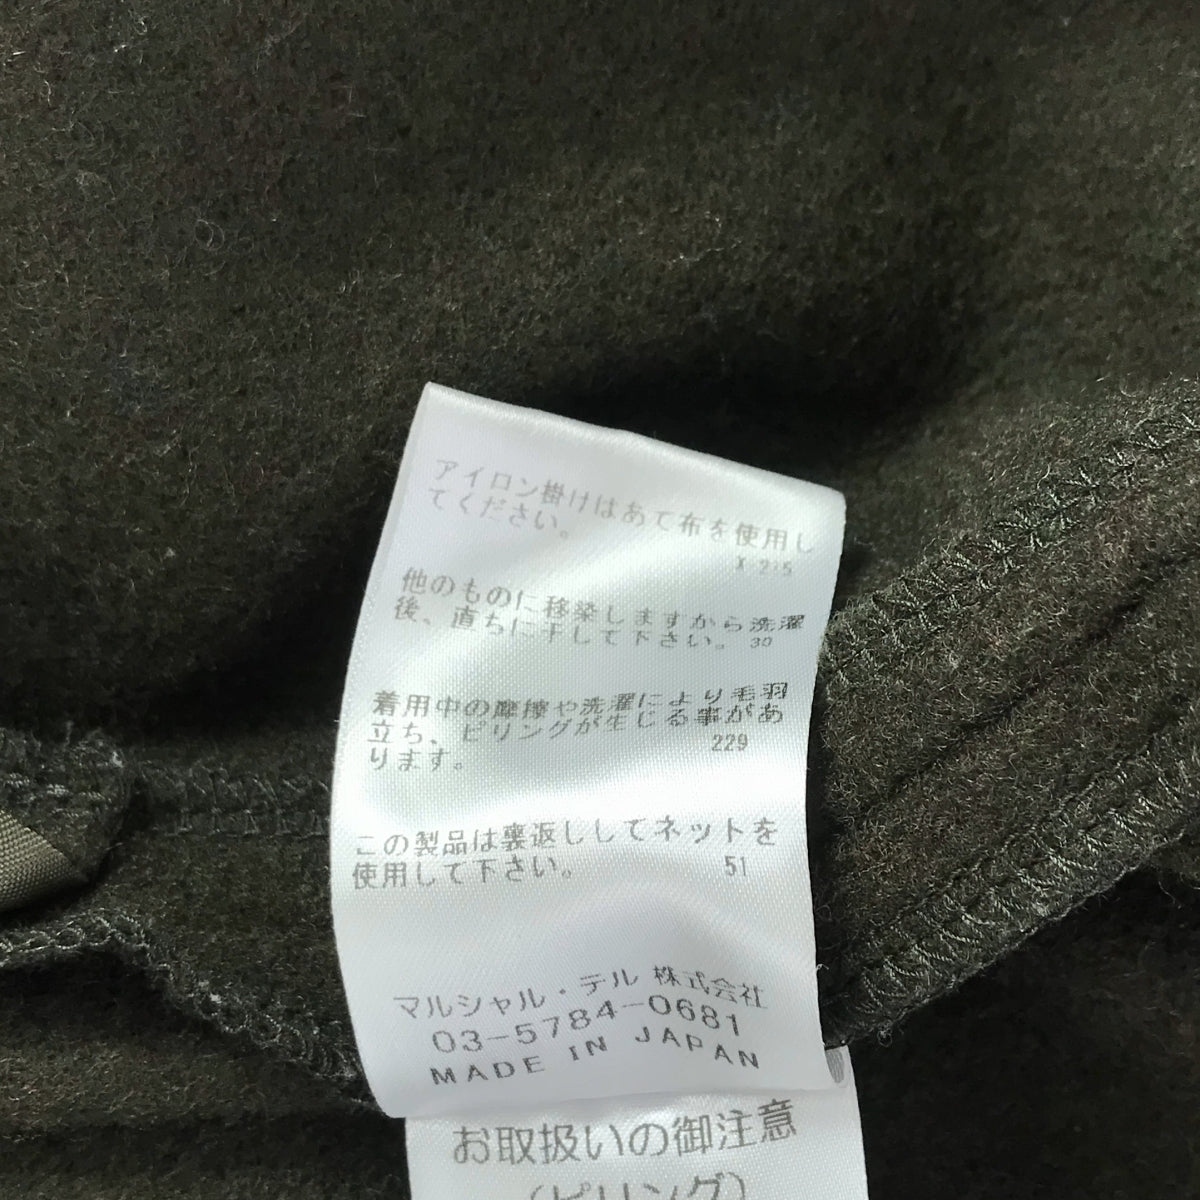 アイロン掛けはあて布を使用し
てください。
X 215
他のものに移染しますから洗濯
後、直ちに干して下さい。 30
着用中の摩擦や洗濯により毛羽
立ち、ピリングが生じる事があ
ります。 229
この製品は裏返ししてネットを
使用して下さい。 51
マルシャル・テル 株式会社
03-5784-0681
MADE IN JAPAN
お取扱いの御注意
(ピリング)